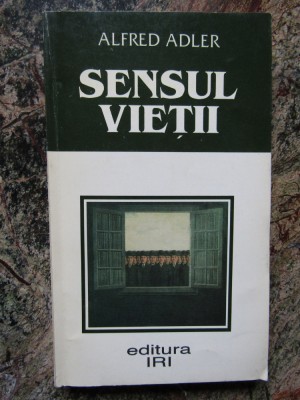 ALFRED ADLER
SENSUL
VIEȚII
editura
IRI